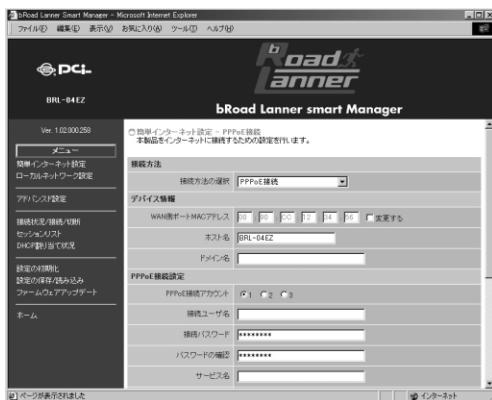 bRoad Lanner Smart Manager - Microsoft Internet Explorer
ファイル(F) 編集(E) 表示(V) お気に入り(A) ツール(T) ヘルプ(H)
PCi
BRL-04EZ
bRoad Lanner
bRoad Lanner smart Manager
Ver. 1.02.000.258
メニュー
簡単インターネット設定
ローカルネットワーク設定
アドバンスド設定
接続状況/接続/切断
セッションリスト
DHCP割り当て状況
設定の初期化
設定の保存/読み込み
ファームウェアアップデート
ホーム
簡単インターネット設定 - PPPoE接続
本製品をインターネットに接続するための設定を行います。
接続方法
接続方法の選択 PPPoE接続
デバイス情報
WAN側ポートMACアドレス 00 90 CC 12 34 56 変更する
ホスト名 BRL-04EZ
ドメイン名
PPPoE接続設定
PPPoE接続アカウント 1 2 3
接続ユーザ名
接続パスワード ********
パスワードの確認 ********
サービス名
ページが表示されました インターネット